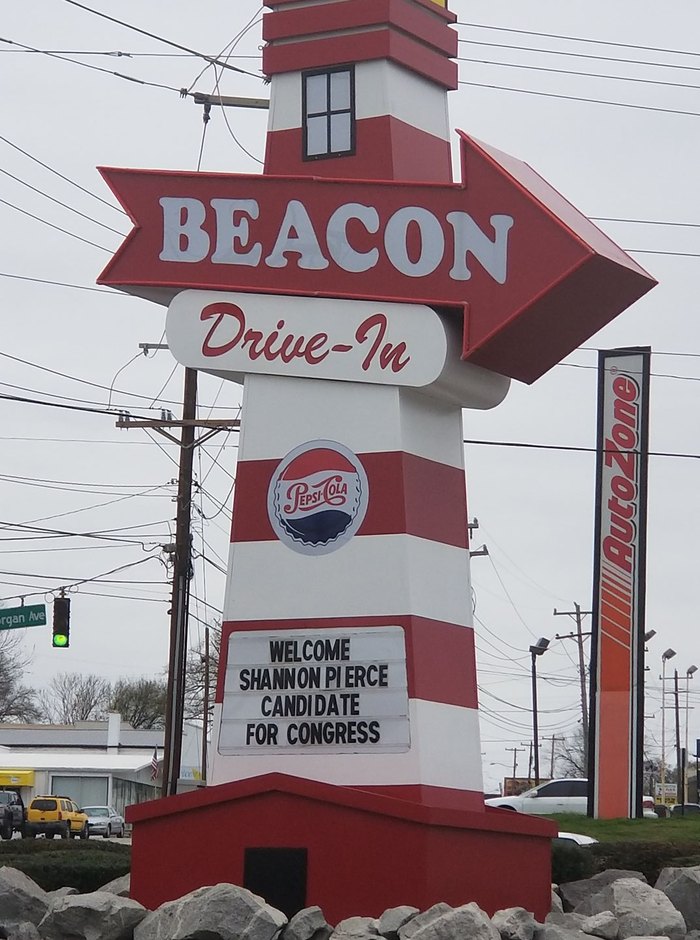 BEACON
Drive-In
PEPSI-COLA
AutoZone
WELCOME
SHANNON PIERCE
CANDIDATE
FOR CONGRESS
organ Ave